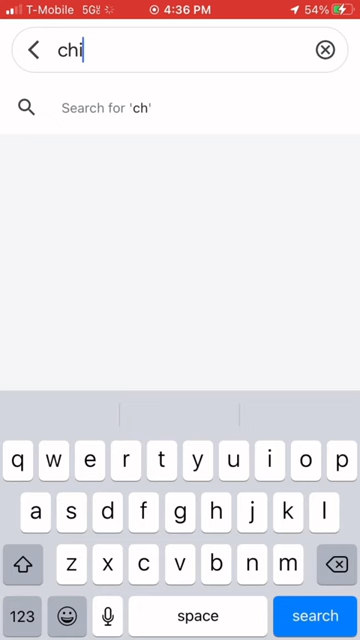 T-Mobile 5G 4:36 PM 54%
chi
Search for 'ch'
q w e r t y u i o p
a s d f g h j k l
z x c v b n m
123 space search